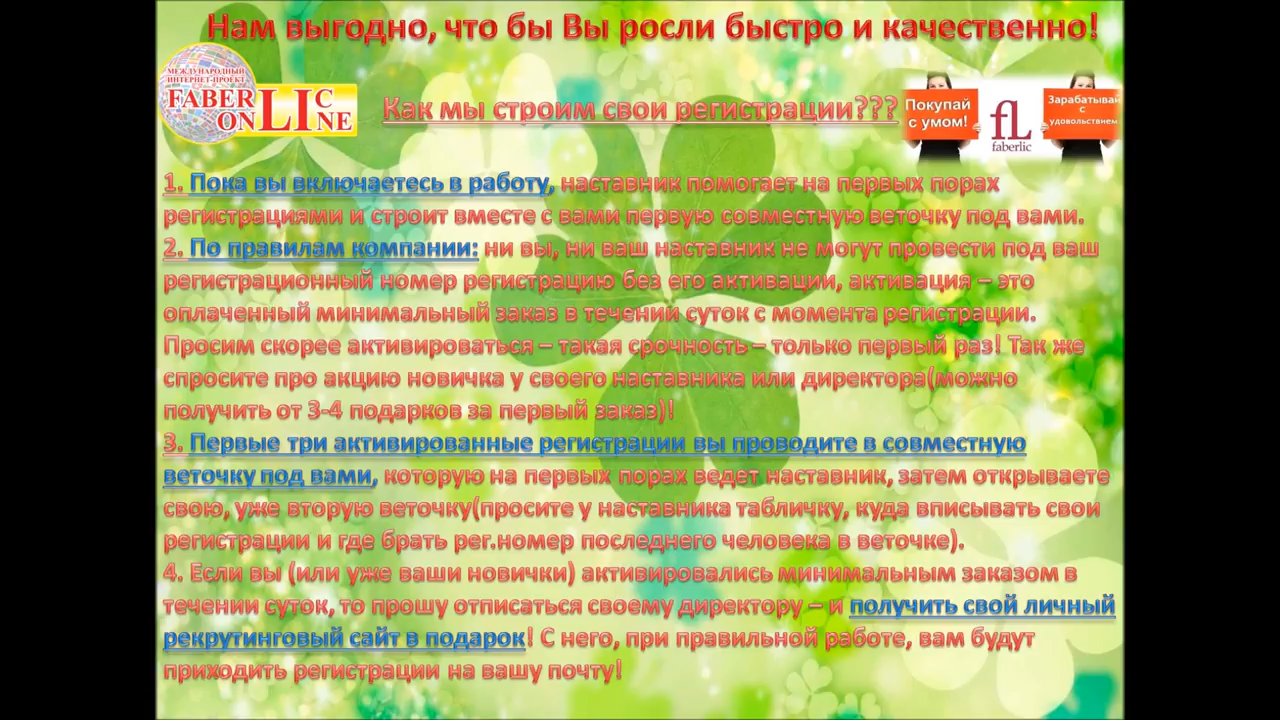 Нам выгодно, что бы Вы росли быстро и качественно!
МЕЖДУНАРОДНЫЙ
ИНТЕРНЕТ-ПРОЕКТ
FABERLIC
ONLINE
Как мы строим свои регистрации???
Покупай
с умом!
fL
faberlic
Зарабатывай
с
удовольствием
1. Пока вы включаетесь в работу, наставник помогает на первых порах
регистрациями и строит вместе с вами первую совместную веточку под вами.
2. По правилам компании: ни вы, ни ваш наставник не могут провести под ваш
регистрационный номер регистрацию без его активации, активация – это
оплаченный минимальный заказ в течений суток с момента регистрации.
Просим скорее активироваться – такая срочность – только первый раз! Так же
спросите про акцию новичка у своего наставника или директора(можно
получить от 3-4 подарков за первый заказ)!
3. Первые три активированные регистрации вы проводите в совместную
веточку под вами, которую на первых порах ведет наставник, затем открываете
свою, уже вторую веточку(просите у наставника табличку, куда вписывать свои
регистрации и где брать рег.номер последнего человека в веточке).
4. Если вы (или уже ваши новички) активировались минимальным заказом в
течении суток, то прошу отписаться своему директору – и получить свой личный
рекрутинговый сайт в подарок! С него, при правильной работе, вам будут
приходить регистрации на вашу почту!